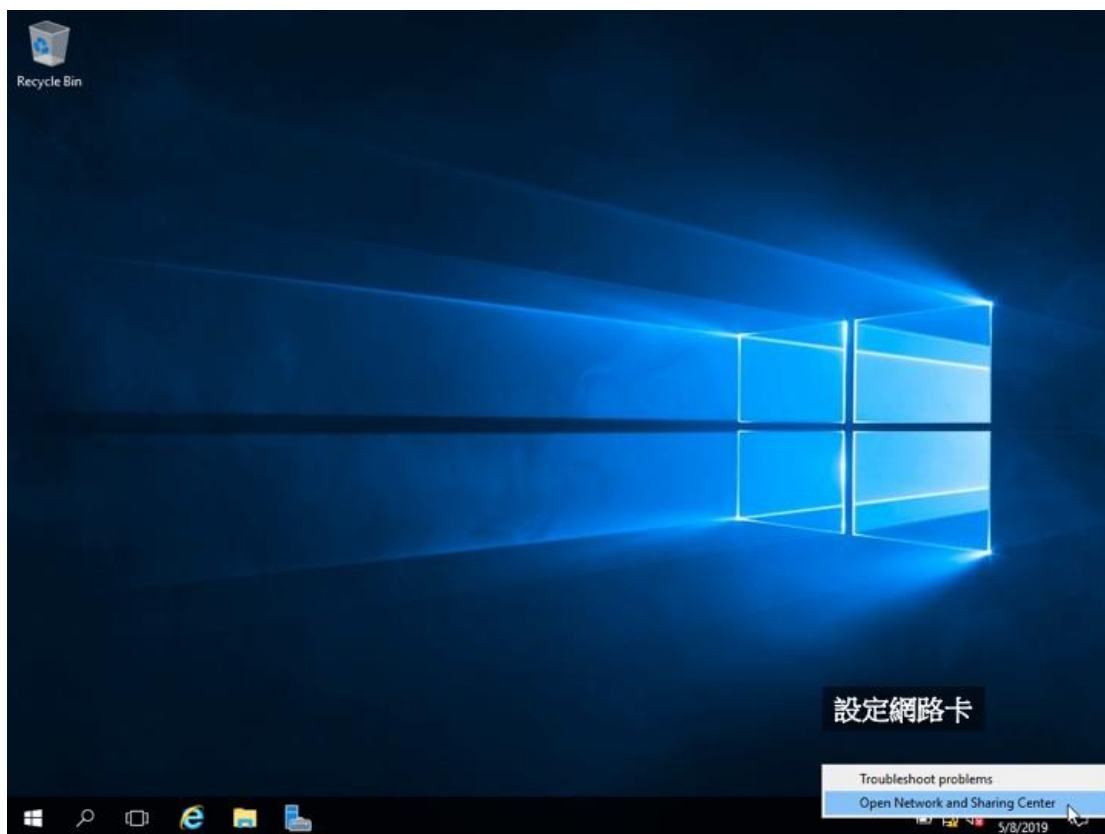 Recycle Bin
設定網路卡
Troubleshoot problems
Open Network and Sharing Center
5/8/2019